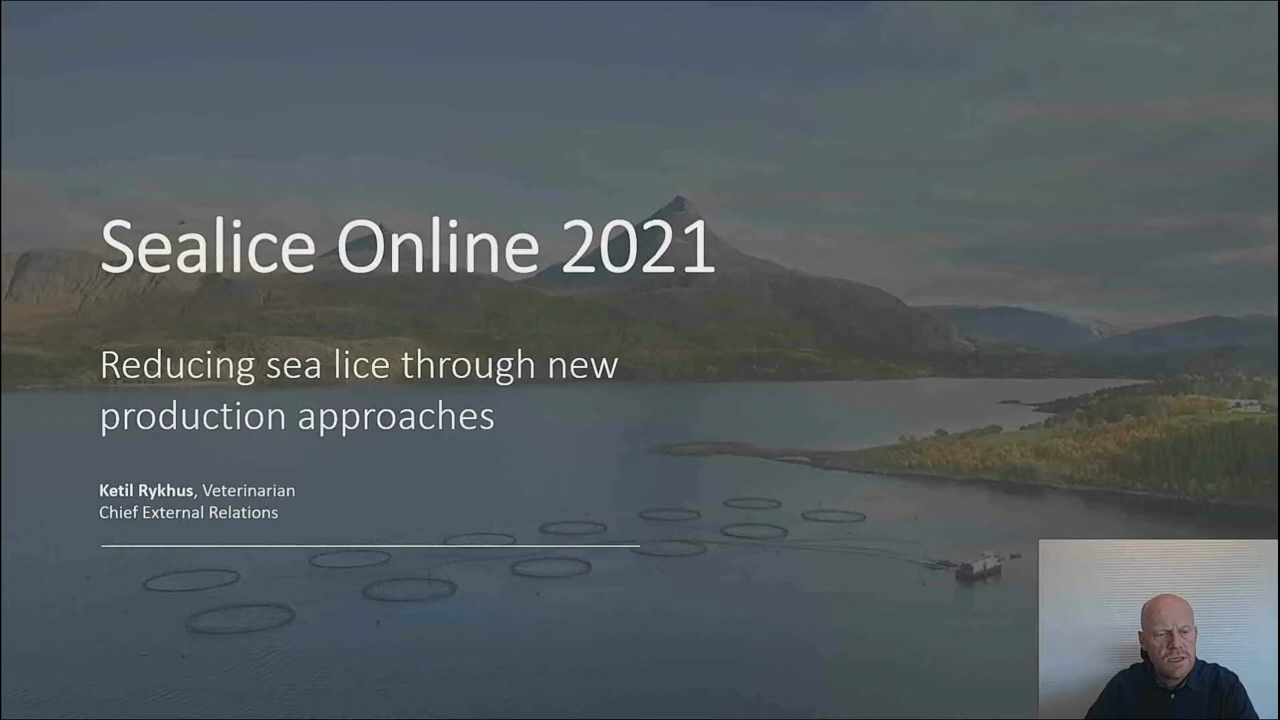 Sealice Online 2021
Reducing sea lice through new
production approaches
Ketil Rykhus, Veterinarian
Chief External Relations